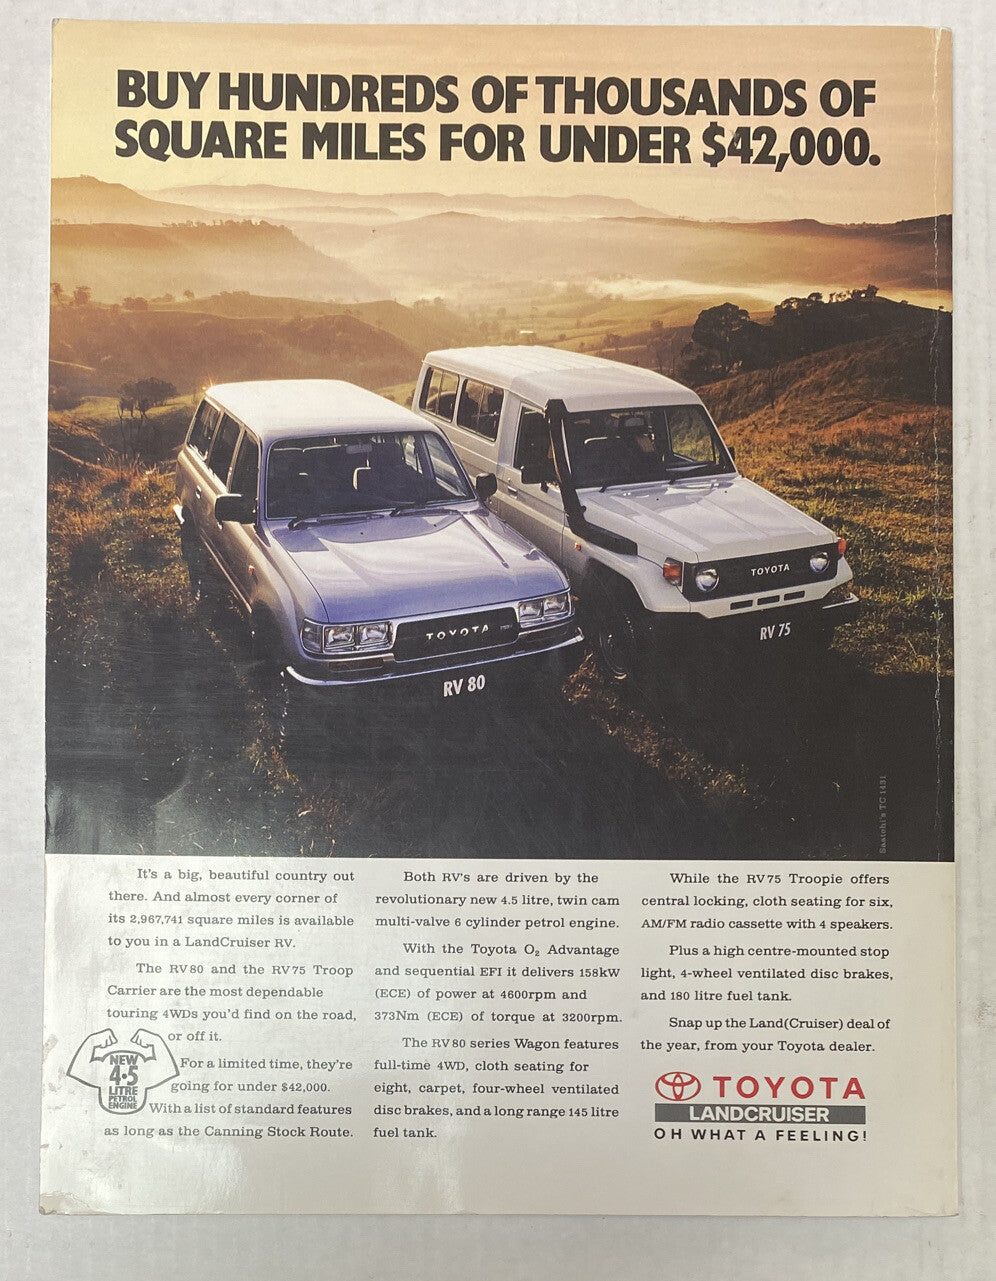 BUY HUNDREDS OF THOUSANDS OF
SQUARE MILES FOR UNDER $42,000.
TOYOTA
RV 75
TOYOTA
RV 80
Saatchi's TC 1431
It's a big, beautiful country out
there. And almost every corner of
its 2,967,741 square miles is available
to you in a LandCruiser RV.
The RV80 and the RV75 Troop
Carrier are the most dependable
touring 4WDs you'd find on the road,
or off it.
For a limited time, they're
going for under $42,000.
With a list of standard features
as long as the Canning Stock Route.
NEW
4.5
LITRE
PETROL
ENGINE
Both RV's are driven by the
revolutionary new 4.5 litre, twin cam
multi-valve 6 cylinder petrol engine.
With the Toyota O₂ Advantage
and sequential EFI it delivers 158kW
(ECE) of power at 4600rpm and
373Nm (ECE) of torque at 3200rpm.
The RV80 series Wagon features
full-time 4WD, cloth seating for
eight, carpet, four-wheel ventilated
disc brakes, and a long range 145 litre
fuel tank.
While the RV75 Troopie offers
central locking, cloth seating for six,
AM/FM radio cassette with 4 speakers.
Plus a high centre-mounted stop
light, 4-wheel ventilated disc brakes,
and 180 litre fuel tank.
Snap up the Land(Cruiser) deal of
the year, from your Toyota dealer.
TOYOTA
LANDCRUISER
OH WHAT A FEELING!